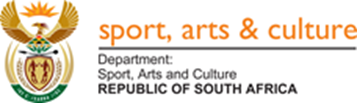 sport, arts & culture
Department:
Sport, Arts and Culture
REPUBLIC OF SOUTH AFRICA